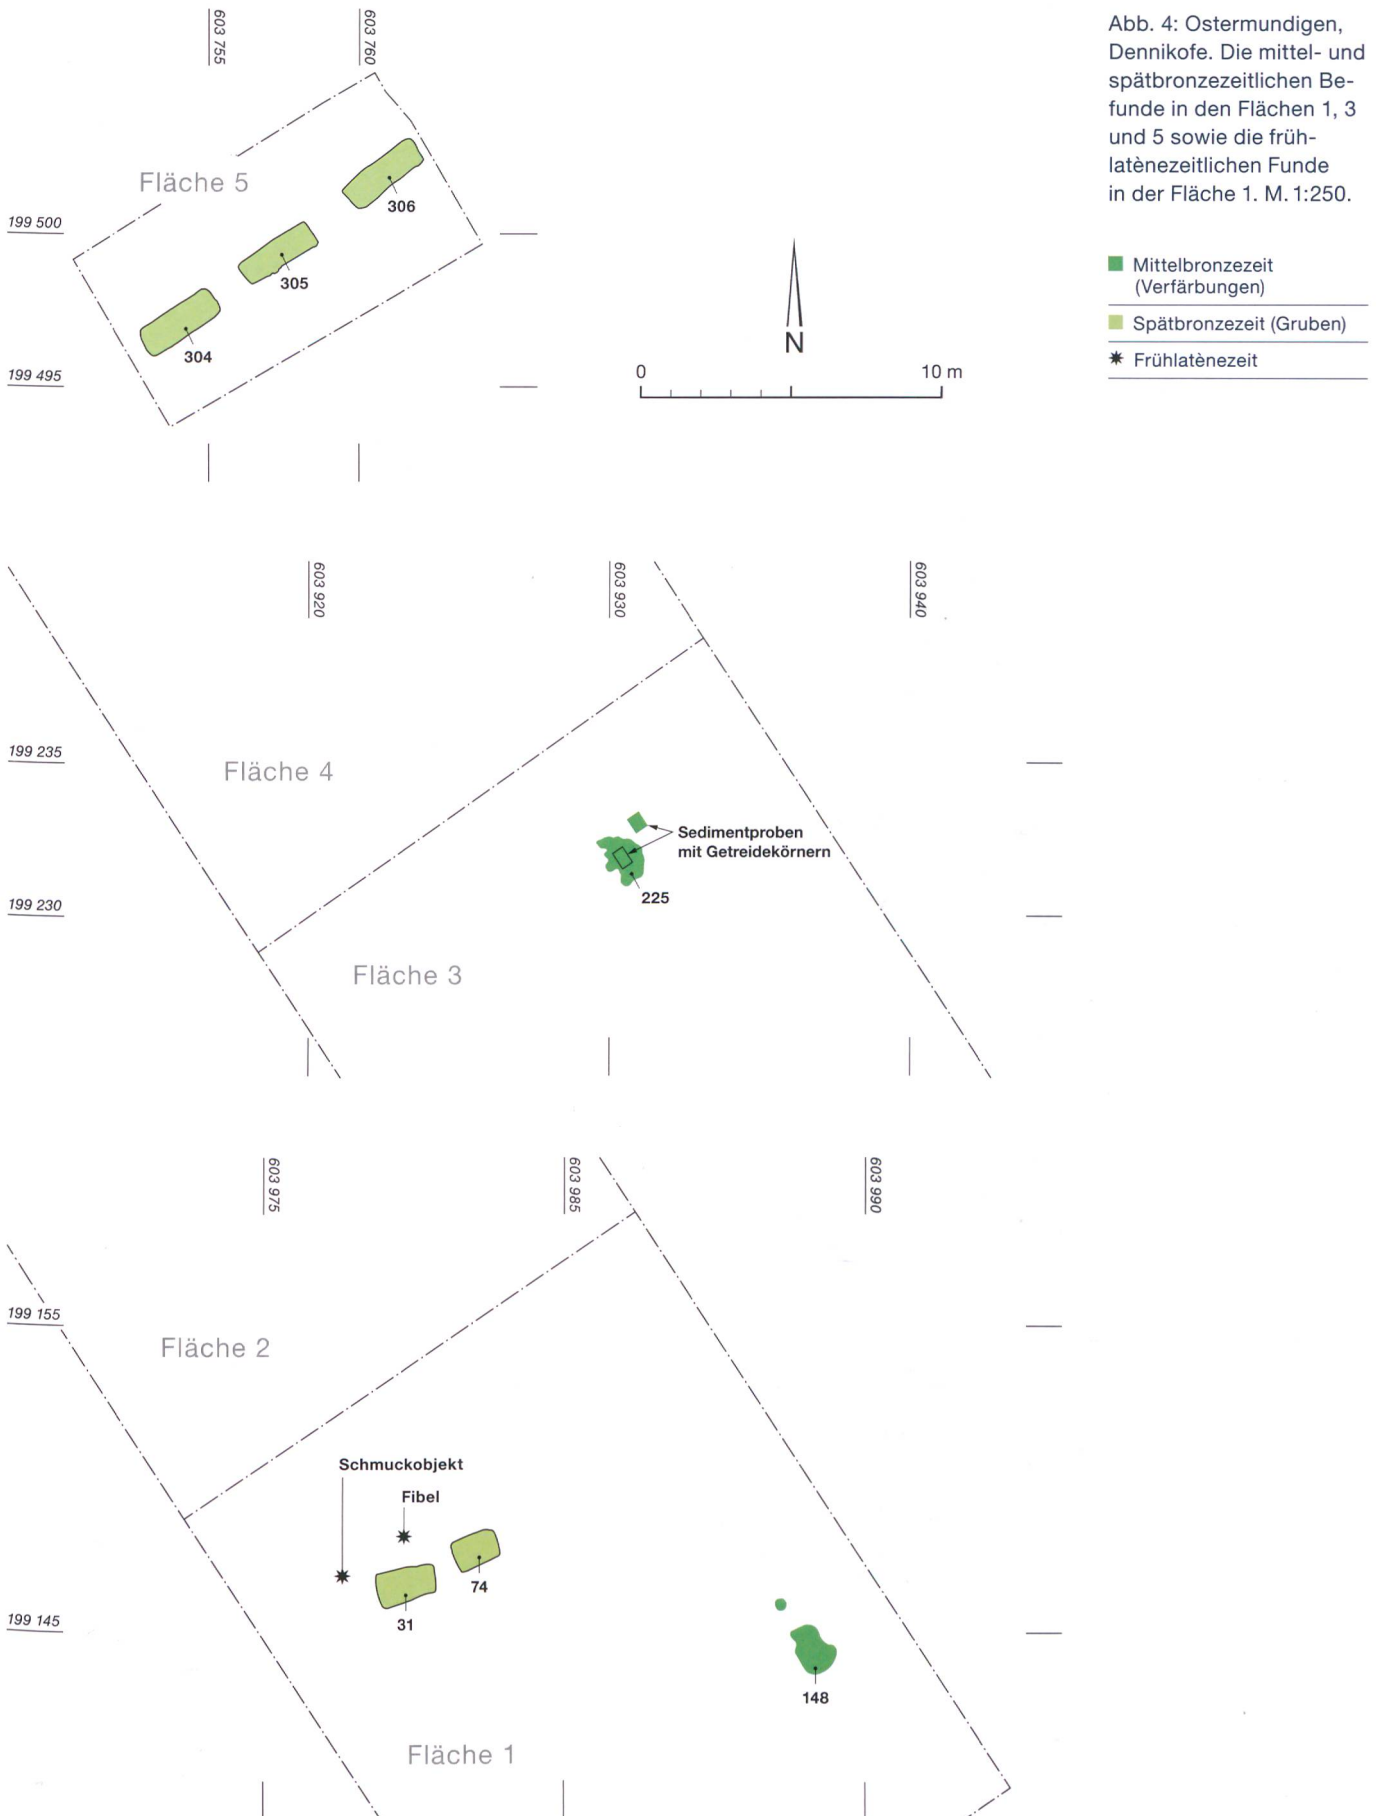 603 755
603 760
Fläche 5
306
199 500
305
304
199 495
Abb. 4: Ostermundigen,
Dennikofe. Die mittel- und
spätbronzezeitlichen Be-
funde in den Flächen 1, 3
und 5 sowie die früh-
latènezeitlichen Funde
in der Fläche 1. M. 1:250.
Mittelbronzezeit
(Verfärbungen)
Spätbronzezeit (Gruben)
Frühlatènezeit
N
0 10 m
603 920
603 930
603 940
199 235
Fläche 4
Sedimentproben
mit Getreidekörnern
225
199 230
Fläche 3
603 975
603 985
603 990
199 155
Fläche 2
Schmuckobjekt
Fibel
74
31
199 145
148
Fläche 1